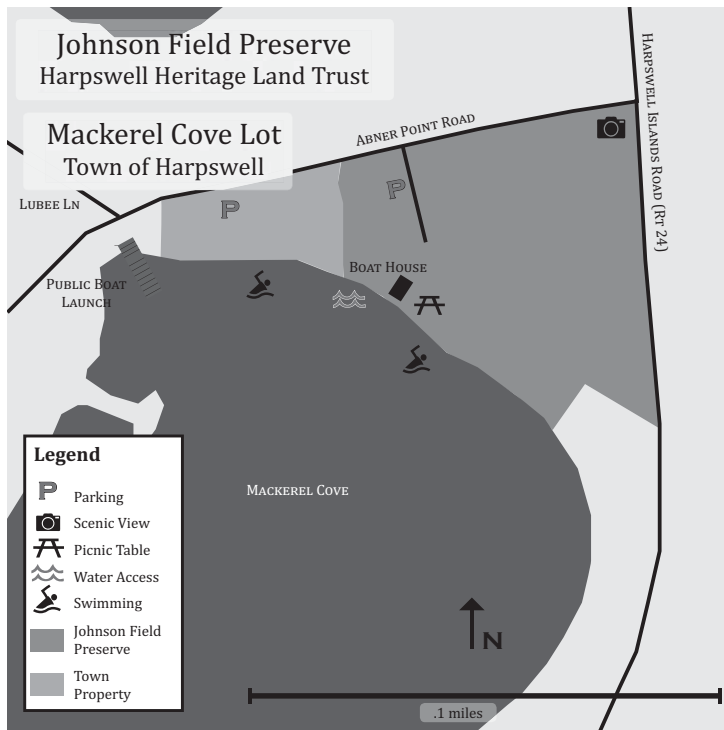 Johnson Field Preserve
Harpswell Heritage Land Trust
Mackerel Cove Lot
Town of Harpswell
Abner Point Road
Harpswell Islands Road (Rt 24)
Lubee Ln
P
P
Public Boat
Launch
Boat House
Mackerel Cove
Legend
P Parking
Scenic View
Picnic Table
Water Access
Swimming
Johnson Field
Preserve
Town
Property
N
.1 miles